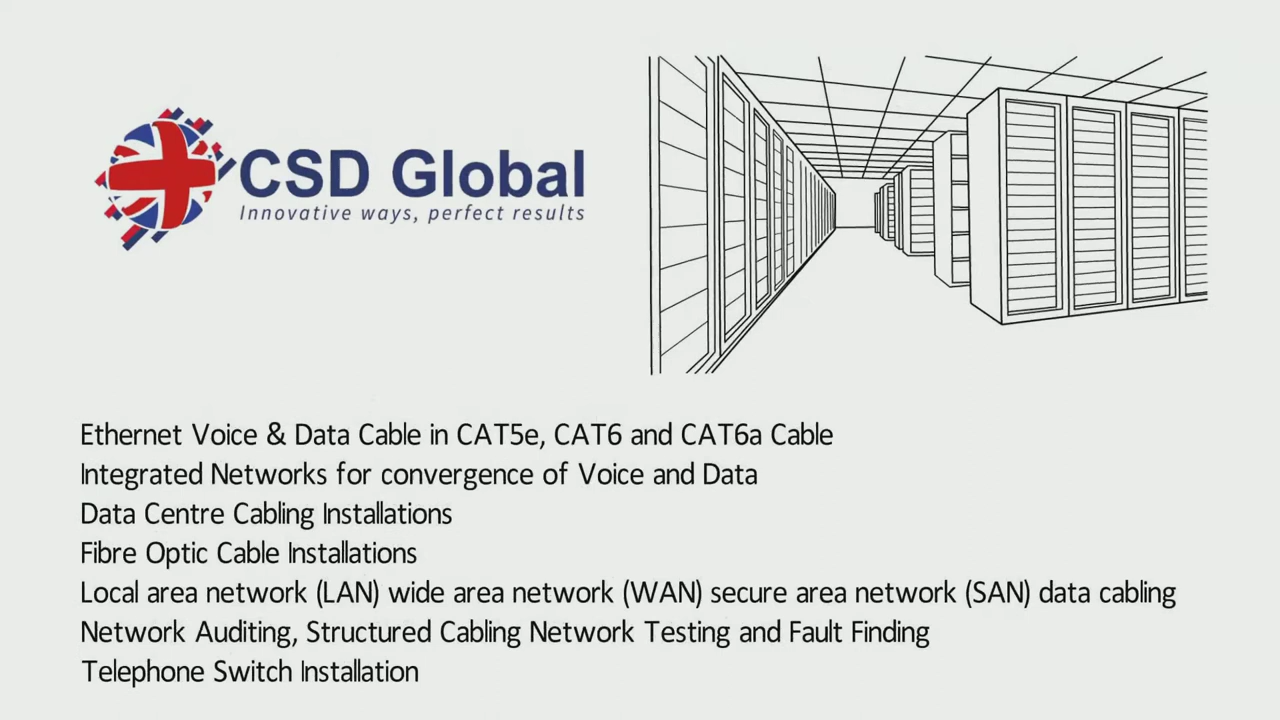 CSD Global
Innovative ways, perfect results
Ethernet Voice & Data Cable in CAT5e, CAT6 and CAT6a Cable
Integrated Networks for convergence of Voice and Data
Data Centre Cabling Installations
Fibre Optic Cable Installations
Local area network (LAN) wide area network (WAN) secure area network (SAN) data cabling
Network Auditing, Structured Cabling Network Testing and Fault Finding
Telephone Switch Installation